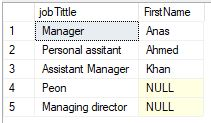 jobTittle FirstName
1 Manager Anas
2 Personal assitant Ahmed
3 Assistant Manager Khan
4 Peon NULL
5 Managing director NULL